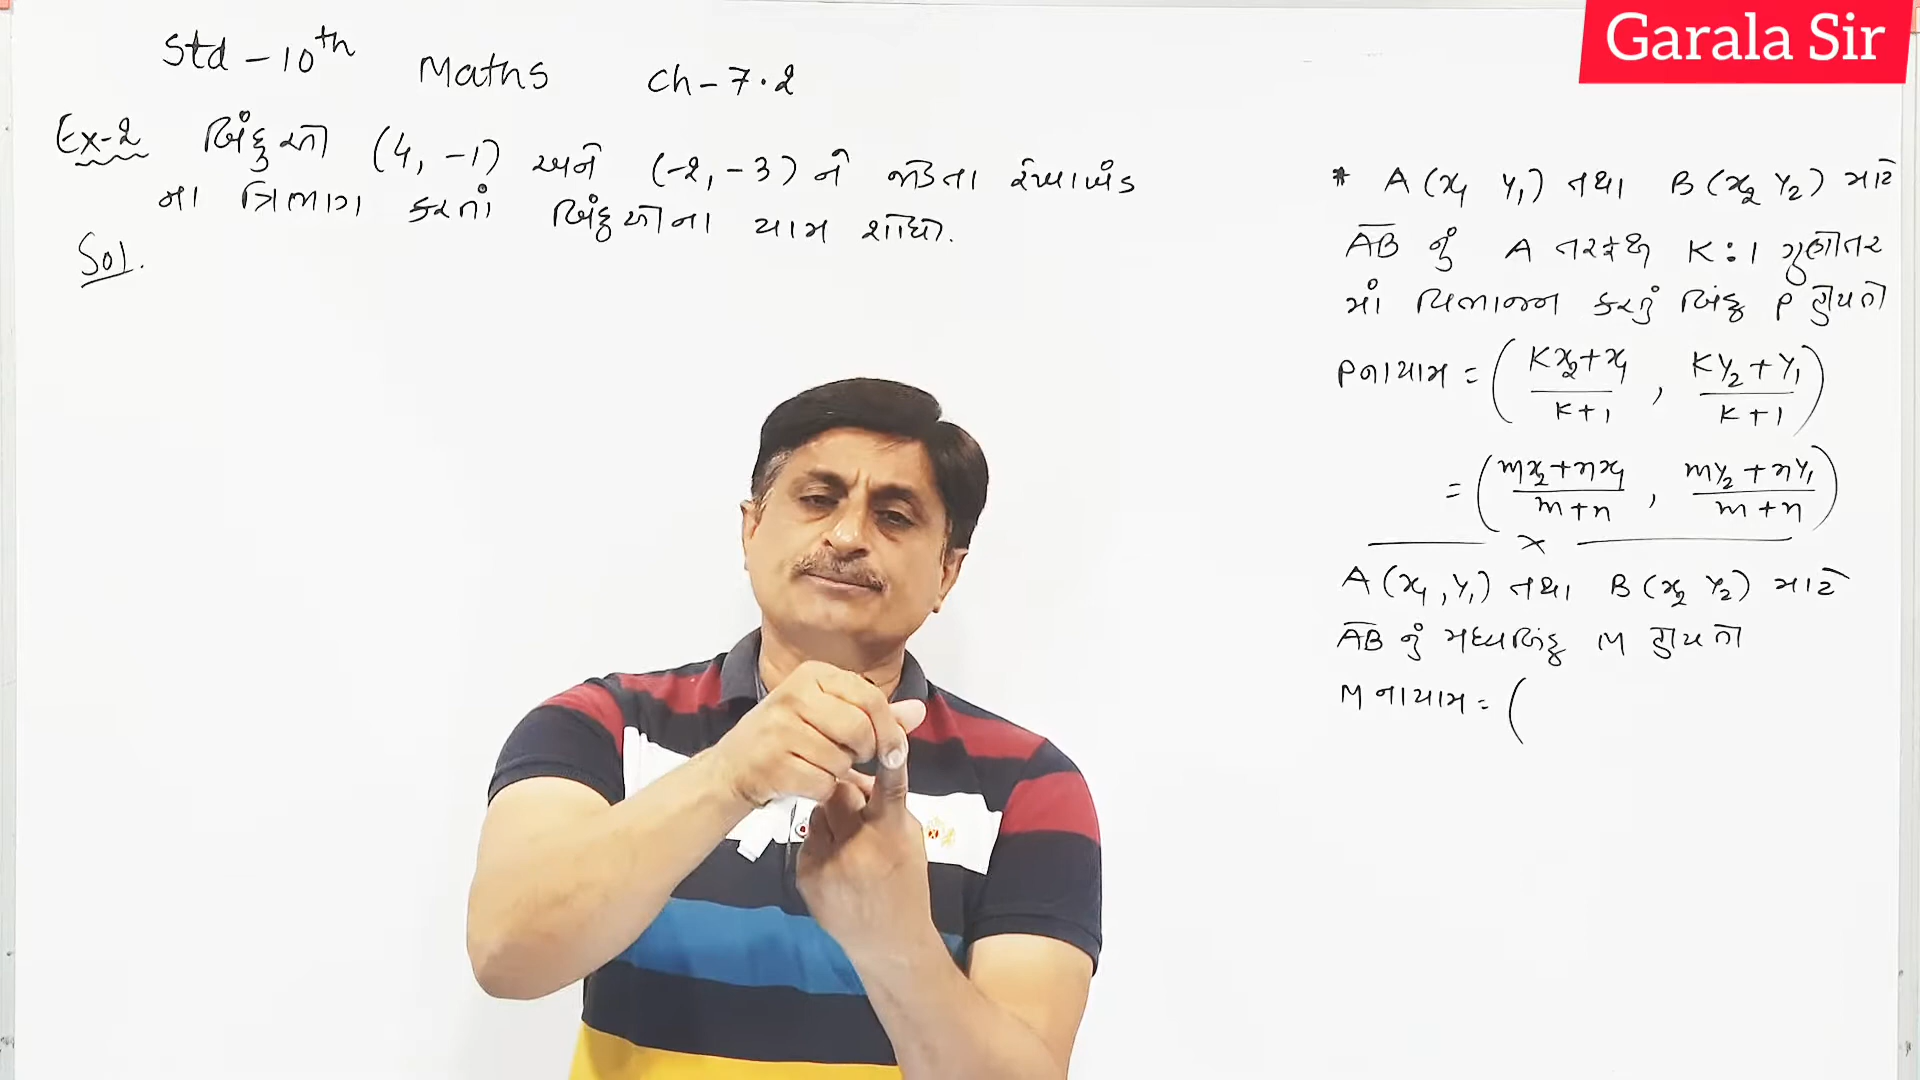 Garala Sir
Std - 10th Maths Ch - 7.2
Ex-2 બિંદુઓ (4, -1) અને (-2, -3) ને જોડતા રેખાખંડ
ના ત્રિભાગ કરતાં બિંદુઓના યામ શોધો.
Sol.
* A (x₁ y₁) તથા B (x₂ y₂) માટે
A̅B̅ નું A તરફથી K : 1 ગુણોત્તર
માં વિભાજન કરતું બિંદુ P હોય તો
P ના યામ = ( (Kx₂ + x₁)/(K + 1) , (Ky₂ + y₁)/(K + 1) )
= ( (mx₂ + nx₁)/(m + n) , (my₂ + ny₁)/(m + n) )
x
A (x₁, y₁) તથા B (x₂ y₂) માટે
A̅B̅ નું મધ્યબિંદુ M હોય તો
M ના યામ = (